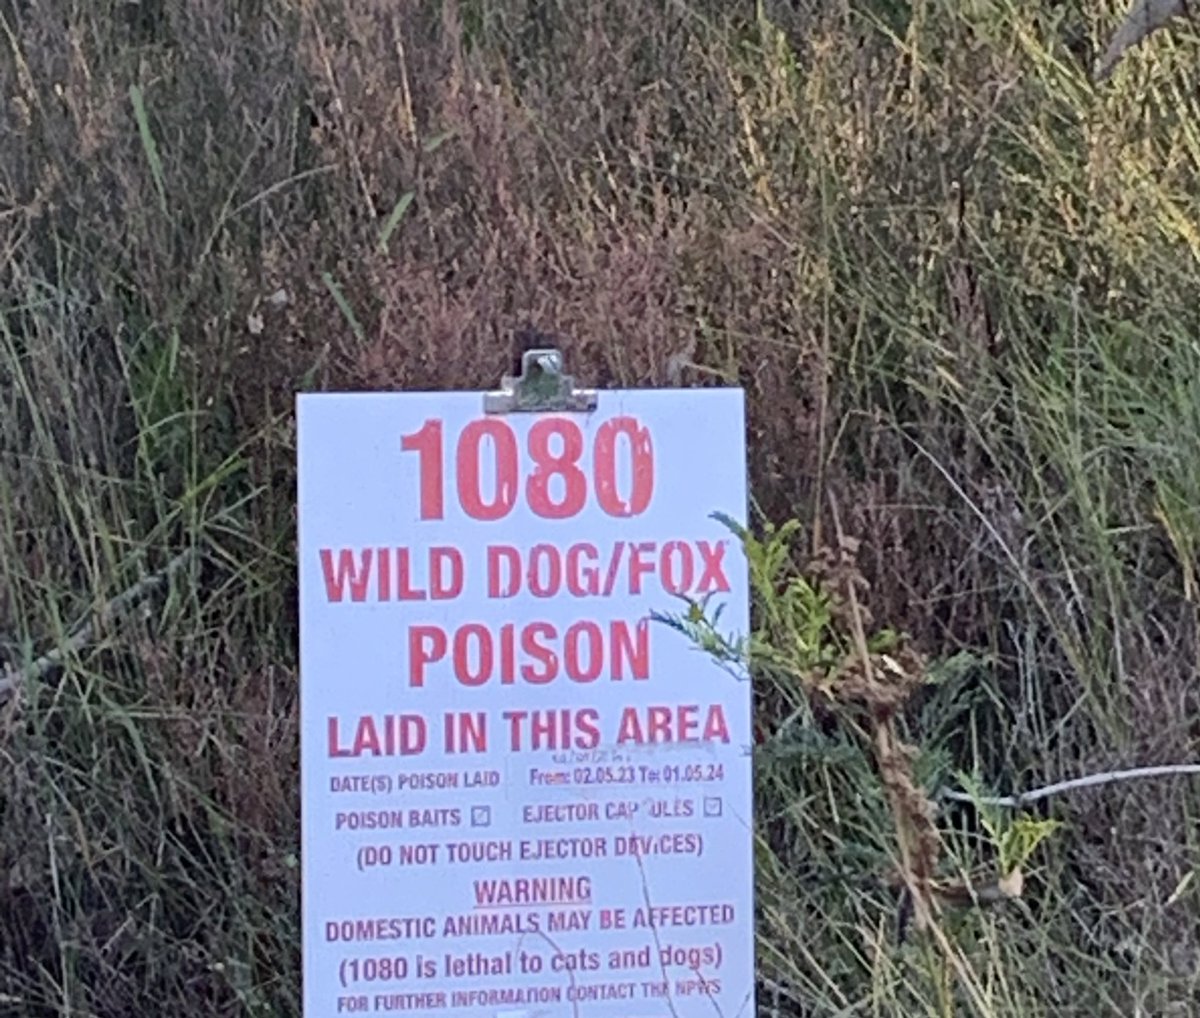 1080
WILD DOG/FOX
POISON
LAID IN THIS AREA
DATE(S) POISON LAID From: 02.05.23 To: 01.05.24
POISON BAITS ☑ EJECTOR CAPSULES ☑
(DO NOT TOUCH EJECTOR DEVICES)
WARNING
DOMESTIC ANIMALS MAY BE AFFECTED
(1080 is lethal to cats and dogs)
FOR FURTHER INFORMATION CONTACT THE NPWS